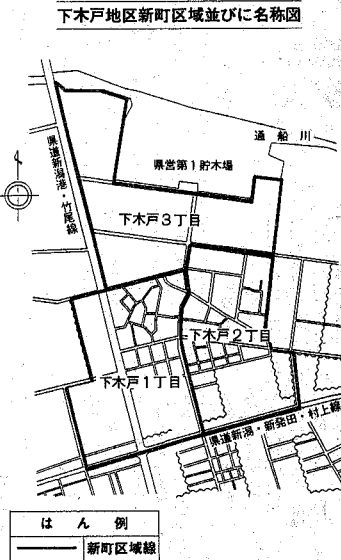 下木戸地区新町区域並びに名称図
通船川
県営第1貯木場
県道新潟港・竹尾線
下木戸3丁目
下木戸2丁目
下木戸1丁目
県道新潟・新発田・村上線
はん例
新町区域線